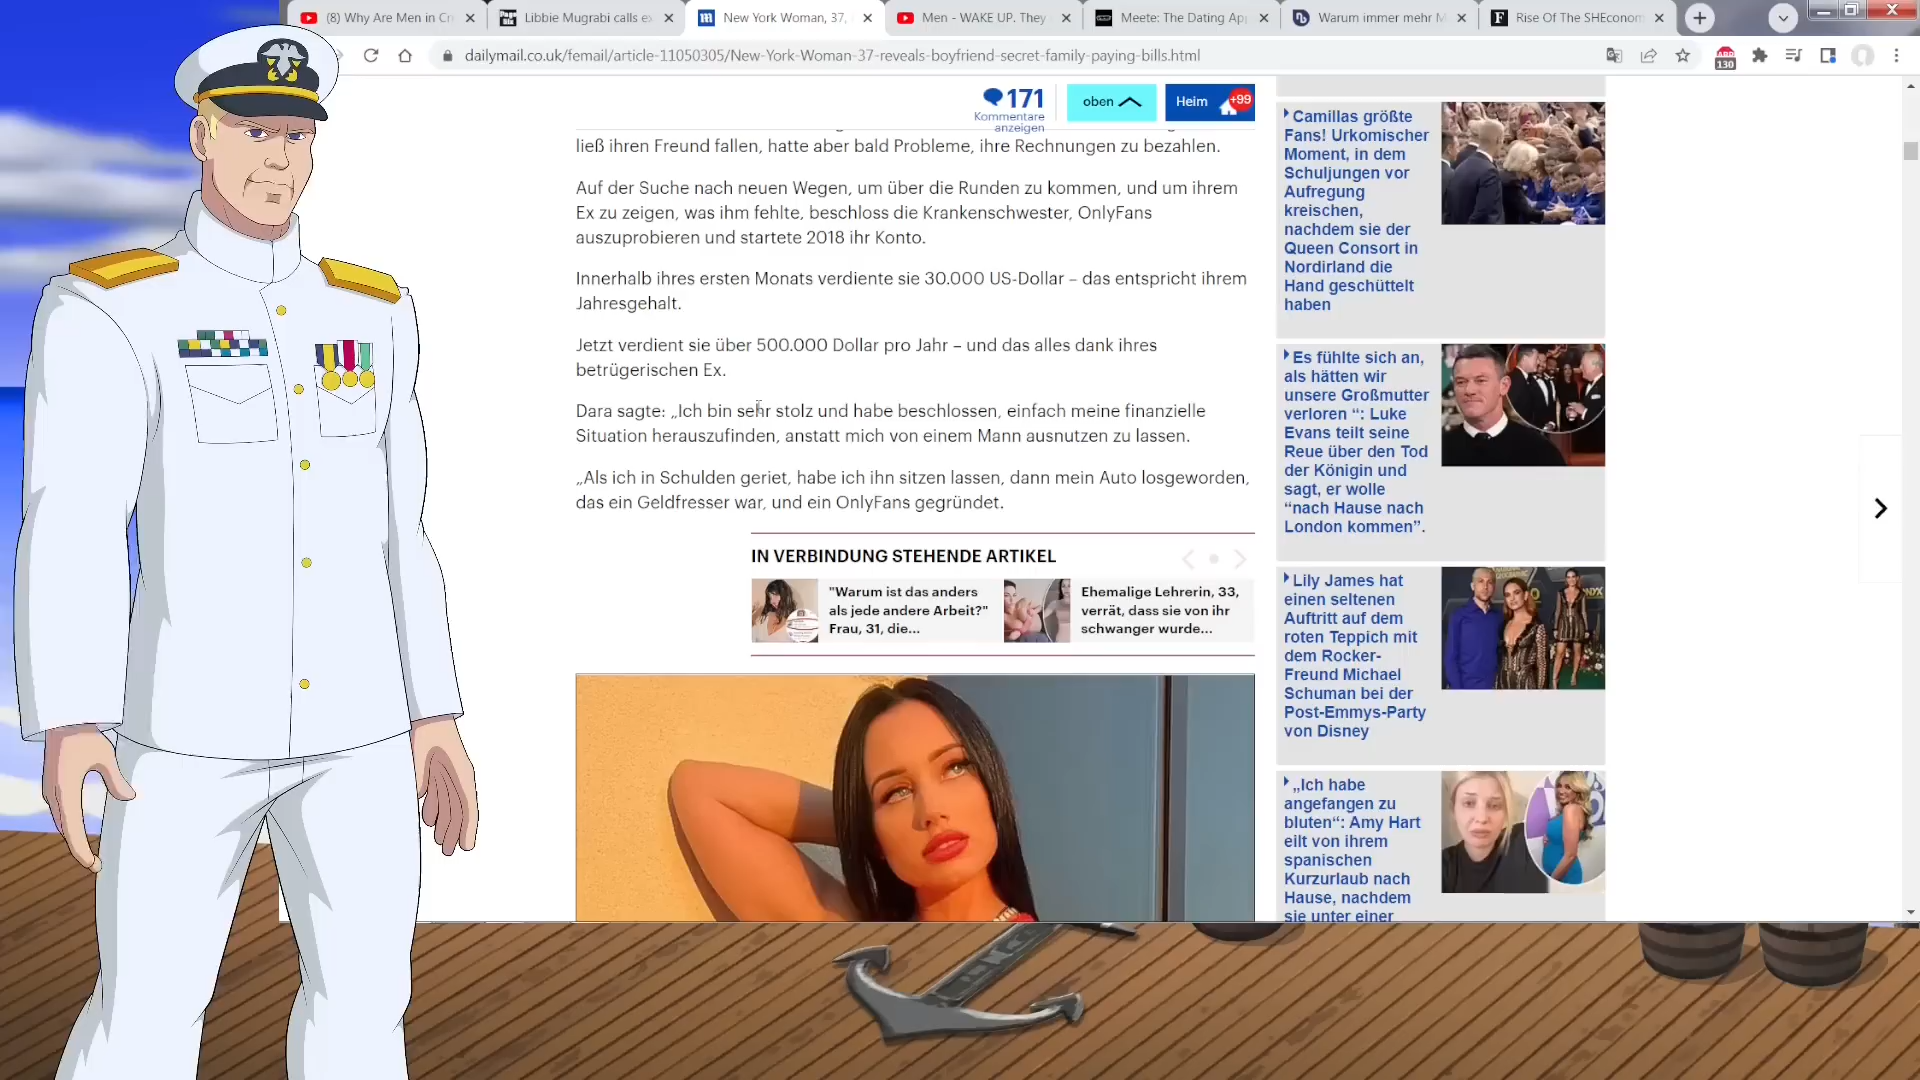 (8) Why Are Men in Cri
Libbie Mugrabi calls ex
New York Woman, 37,
Men - WAKE UP. They
Meete: The Dating App
Warum immer mehr M
Rise Of The SHEconom
dailymail.co.uk/femail/article-11050305/New-York-Woman-37-reveals-boyfriend-secret-family-paying-bills.html
130
171
Kommentare
anzeigen
oben
Heim
+99
ließ ihren Freund fallen, hatte aber bald Probleme, ihre Rechnungen zu bezahlen.
Auf der Suche nach neuen Wegen, um über die Runden zu kommen, und um ihrem
Ex zu zeigen, was ihm fehlte, beschloss die Krankenschwester, OnlyFans
auszuprobieren und startete 2018 ihr Konto.
Innerhalb ihres ersten Monats verdiente sie 30.000 US-Dollar – das entspricht ihrem
Jahresgehalt.
Jetzt verdient sie über 500.000 Dollar pro Jahr – und das alles dank ihres
betrügerischen Ex.
Dara sagte: „Ich bin sehr stolz und habe beschlossen, einfach meine finanzielle
Situation herauszufinden, anstatt mich von einem Mann ausnutzen zu lassen.
„Als ich in Schulden geriet, habe ich ihn sitzen lassen, dann mein Auto losgeworden,
das ein Geldfresser war, und ein OnlyFans gegründet.
IN VERBINDUNG STEHENDE ARTIKEL
"Warum ist das anders
als jede andere Arbeit?"
Frau, 31, die...
Ehemalige Lehrerin, 33,
verrät, dass sie von ihr
schwanger wurde...
Camillas größte
Fans! Urkomischer
Moment, in dem
Schuljungen vor
Aufregung
kreischen,
nachdem sie der
Queen Consort in
Nordirland die
Hand geschüttelt
haben
Es fühlte sich an,
als hätten wir
unsere Großmutter
verloren “: Luke
Evans teilt seine
Reue über den Tod
der Königin und
sagt, er wolle
“nach Hause nach
London kommen”.
Lily James hat
einen seltenen
Auftritt auf dem
roten Teppich mit
dem Rocker-
Freund Michael
Schuman bei der
Post-Emmys-Party
von Disney
„Ich habe
angefangen zu
bluten“: Amy Hart
eilt von ihrem
spanischen
Kurzurlaub nach
Hause, nachdem
sie unter einer